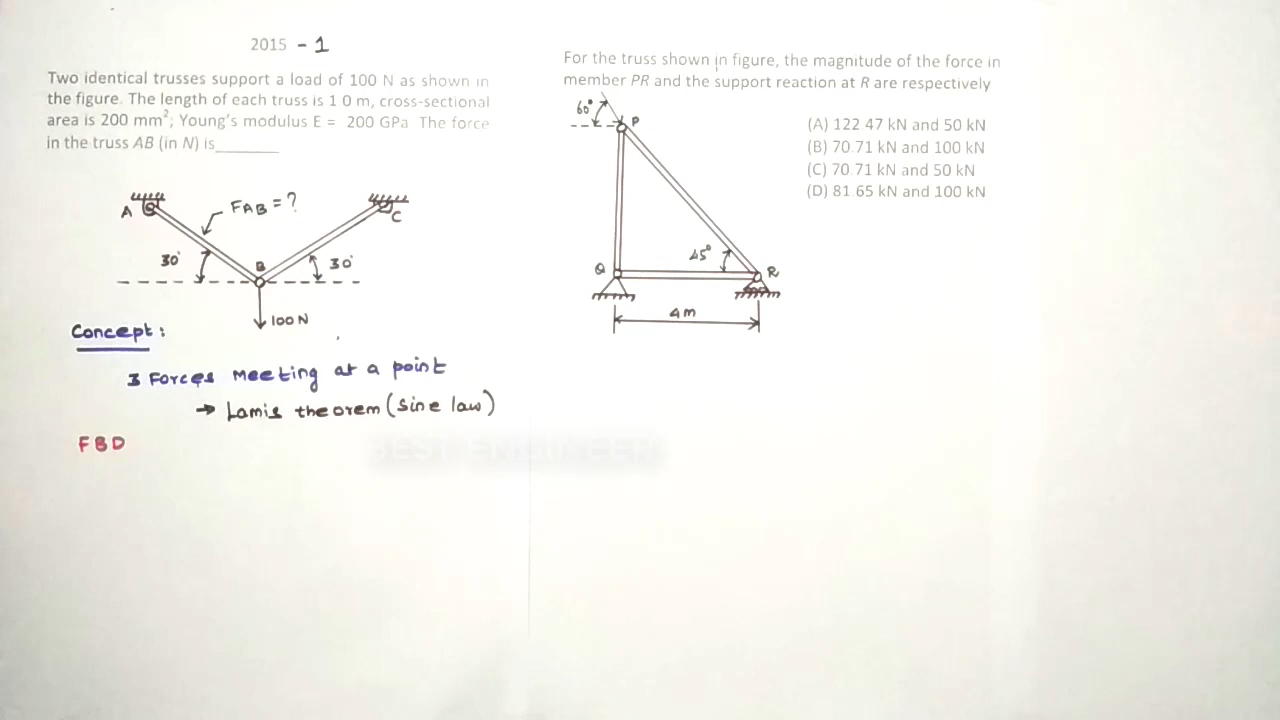 2015 - 1
Two identical trusses support a load of 100 N as shown in
the figure. The length of each truss is 1 0 m, cross-sectional
area is 200 mm², Young's modulus E = 200 GPa The force
in the truss AB (in N) is________
A
FAB = ?
C
30°
B
30°
100 N
Concept:
3 Forces meeting at a point
→ Lamis theorem (sine law)
FBD
BEST ENGINEER
For the truss shown in figure, the magnitude of the force in
member PR and the support reaction at R are respectively
60°
P
45°
Q
R
4m
(A) 122 47 kN and 50 kN
(B) 70.71 kN and 100 kN
(C) 70 71 kN and 50 kN
(D) 81 65 kN and 100 kN